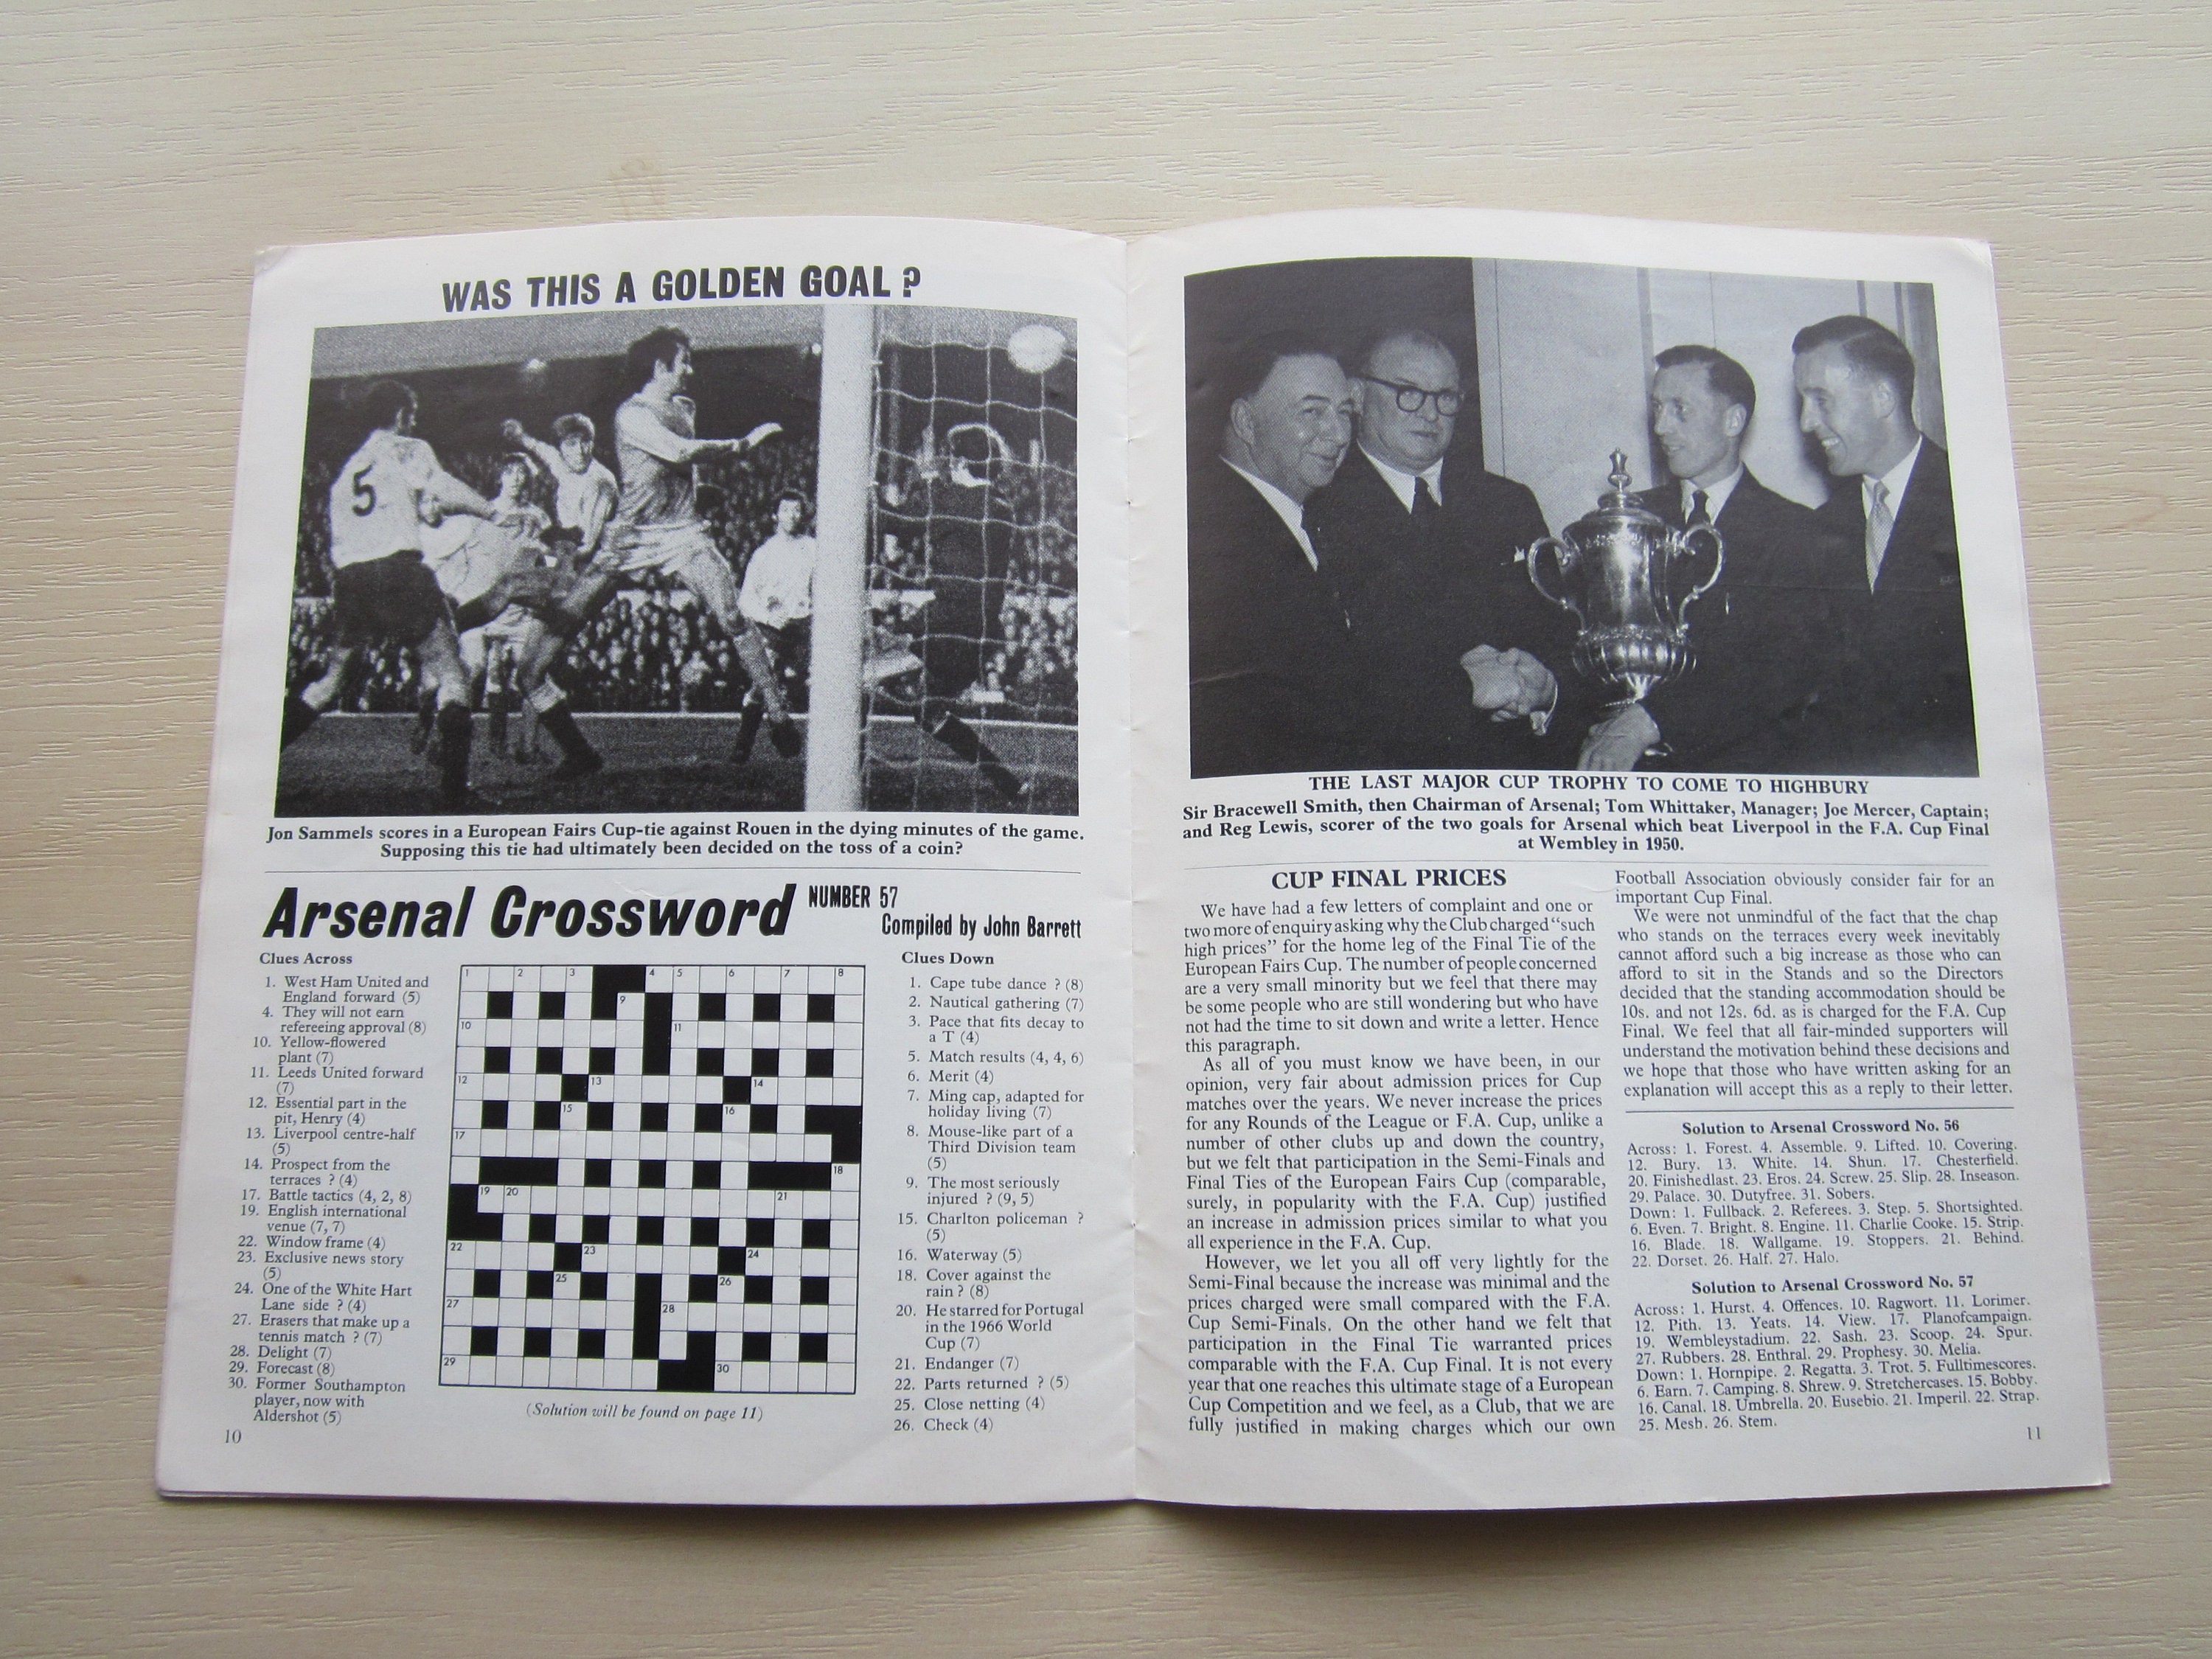 WAS THIS A GOLDEN GOAL ?
5
Jon Sammels scores in a European Fairs Cup-tie against Rouen in the dying minutes of the game.
Supposing this tie had ultimately been decided on the toss of a coin?
Arsenal Crossword NUMBER 57
Compiled by John Barrett
Clues Across
1. West Ham United and
England forward (5)
4. They will not earn
refereeing approval (8)
10. Yellow-flowered
plant (7)
11. Leeds United forward
(7)
12. Essential part in the
pit, Henry (4)
13. Liverpool centre-half
(5)
14. Prospect from the
terraces ? (4)
17. Battle tactics (4, 2, 8)
19. English international
venue (7, 7)
22. Window frame (4)
23. Exclusive news story
(5)
24. One of the White Hart
Lane side ? (4)
27. Erasers that make up a
tennis match ? (7)
28. Delight (7)
29. Forecast (8)
30. Former Southampton
player, now with
Aldershot (5)
1 2 3 4 5 6 7 8
9
10 11
12 13 14
15 16
17
18
19 20 21
22 23 24
25 26
27 28
29 30
(Solution will be found on page 11)
Clues Down
1. Cape tube dance ? (8)
2. Nautical gathering (7)
3. Pace that fits decay to
a T (4)
5. Match results (4, 4, 6)
6. Merit (4)
7. Ming cap, adapted for
holiday living (7)
8. Mouse-like part of a
Third Division team
(5)
9. The most seriously
injured ? (9, 5)
15. Charlton policeman ?
(5)
16. Waterway (5)
18. Cover against the
rain ? (8)
20. He starred for Portugal
in the 1966 World
Cup (7)
21. Endanger (7)
22. Parts returned ? (5)
25. Close netting (4)
26. Check (4)
10
THE LAST MAJOR CUP TROPHY TO COME TO HIGHBURY
Sir Bracewell Smith, then Chairman of Arsenal; Tom Whittaker, Manager; Joe Mercer, Captain;
and Reg Lewis, scorer of the two goals for Arsenal which beat Liverpool in the F.A. Cup Final
at Wembley in 1950.
CUP FINAL PRICES
We have had a few letters of complaint and one or
two more of enquiry asking why the Club charged "such
high prices" for the home leg of the Final Tie of the
European Fairs Cup. The number of people concerned
are a very small minority but we feel that there may
be some people who are still wondering but who have
not had the time to sit down and write a letter. Hence
this paragraph.
As all of you must know we have been, in our
opinion, very fair about admission prices for Cup
matches over the years. We never increase the prices
for any Rounds of the League or F.A. Cup, unlike a
number of other clubs up and down the country,
but we felt that participation in the Semi-Finals and
Final Ties of the European Fairs Cup (comparable,
surely, in popularity with the F.A. Cup) justified
an increase in admission prices similar to what you
all experience in the F.A. Cup.
However, we let you all off very lightly for the
Semi-Final because the increase was minimal and the
prices charged were small compared with the F.A.
Cup Semi-Finals. On the other hand we felt that
participation in the Final Tie warranted prices
comparable with the F.A. Cup Final. It is not every
year that one reaches this ultimate stage of a European
Cup Competition and we feel, as a Club, that we are
fully justified in making charges which our own
Football Association obviously consider fair for an
important Cup Final.
We were not unmindful of the fact that the chap
who stands on the terraces every week inevitably
cannot afford such a big increase as those who can
afford to sit in the Stands and so the Directors
decided that the standing accommodation should be
10s. and not 12s. 6d. as is charged for the F.A. Cup
Final. We feel that all fair-minded supporters will
understand the motivation behind these decisions and
we hope that those who have written asking for an
explanation will accept this as a reply to their letter.
Solution to Arsenal Crossword No. 56
Across: 1. Forest. 4. Assemble. 9. Lifted. 10. Covering.
12. Bury. 13. White. 14. Shun. 17. Chesterfield.
20. Finishedlast. 23. Eros. 24. Screw. 25. Slip. 28. Inseason.
29. Palace. 30. Dutyfree. 31. Sobers.
Down: 1. Fullback. 2. Referees. 3. Step. 5. Shortsighted.
6. Even. 7. Bright. 8. Engine. 11. Charlie Cooke. 15. Strip.
16. Blade. 18. Wallgame. 19. Stoppers. 21. Behind.
22. Dorset. 26. Half. 27. Halo.
Solution to Arsenal Crossword No. 57
Across: 1. Hurst. 4. Offences. 10. Ragwort. 11. Lorimer.
12. Pith. 13. Yeats. 14. View. 17. Planofcampaign.
19. Wembleystadium. 22. Sash. 23. Scoop. 24. Spur.
27. Rubbers. 28. Enthral. 29. Prophesy. 30. Melia.
Down: 1. Hornpipe. 2. Regatta. 3. Trot. 5. Fulltimescores.
6. Earn. 7. Camping. 8. Shrew. 9. Stretchercases. 15. Bobby.
16. Canal. 18. Umbrella. 20. Eusebio. 21. Imperil. 22. Strap.
25. Mesh. 26. Stem.
11